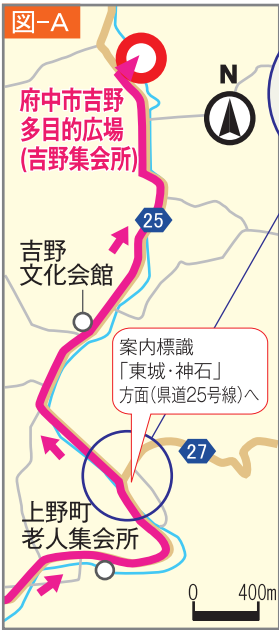 図-A
N
府中市吉野
多目的広場
(吉野集会所)
25
吉野
文化会館
案内標識
「東城・神石」
方面(県道25号線)へ
27
上野町
老人集会所
0 400m